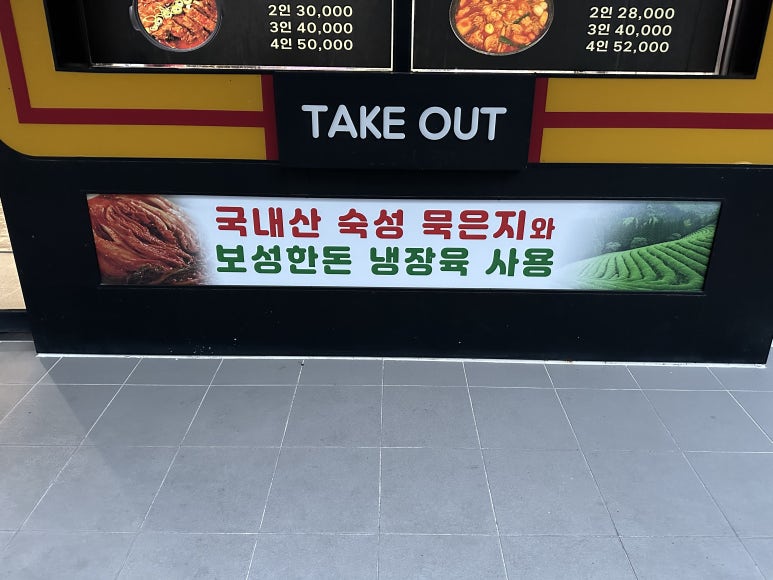 2인 30,000
3인 40,000
4인 50,000
2인 28,000
3인 40,000
4인 52,000
TAKE OUT
국내산 숙성 묵은지와
보성한돈 냉장육 사용